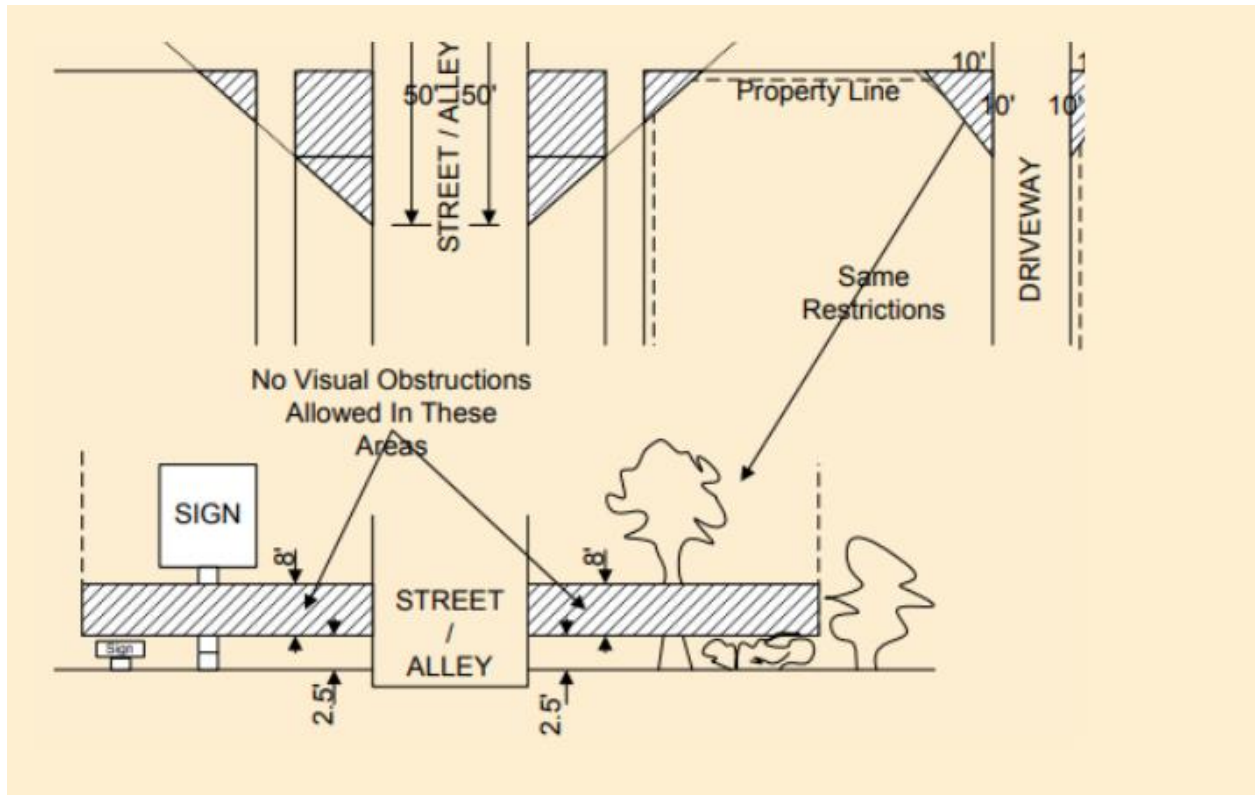 50'
50'
STREET / ALLEY
Property Line
10'
10'
10'
1
DRIVEWAY
Same
Restrictions
No Visual Obstructions
Allowed In These
Areas
SIGN
8'
8'
STREET
/
ALLEY
Sign
2.5'
2.5'